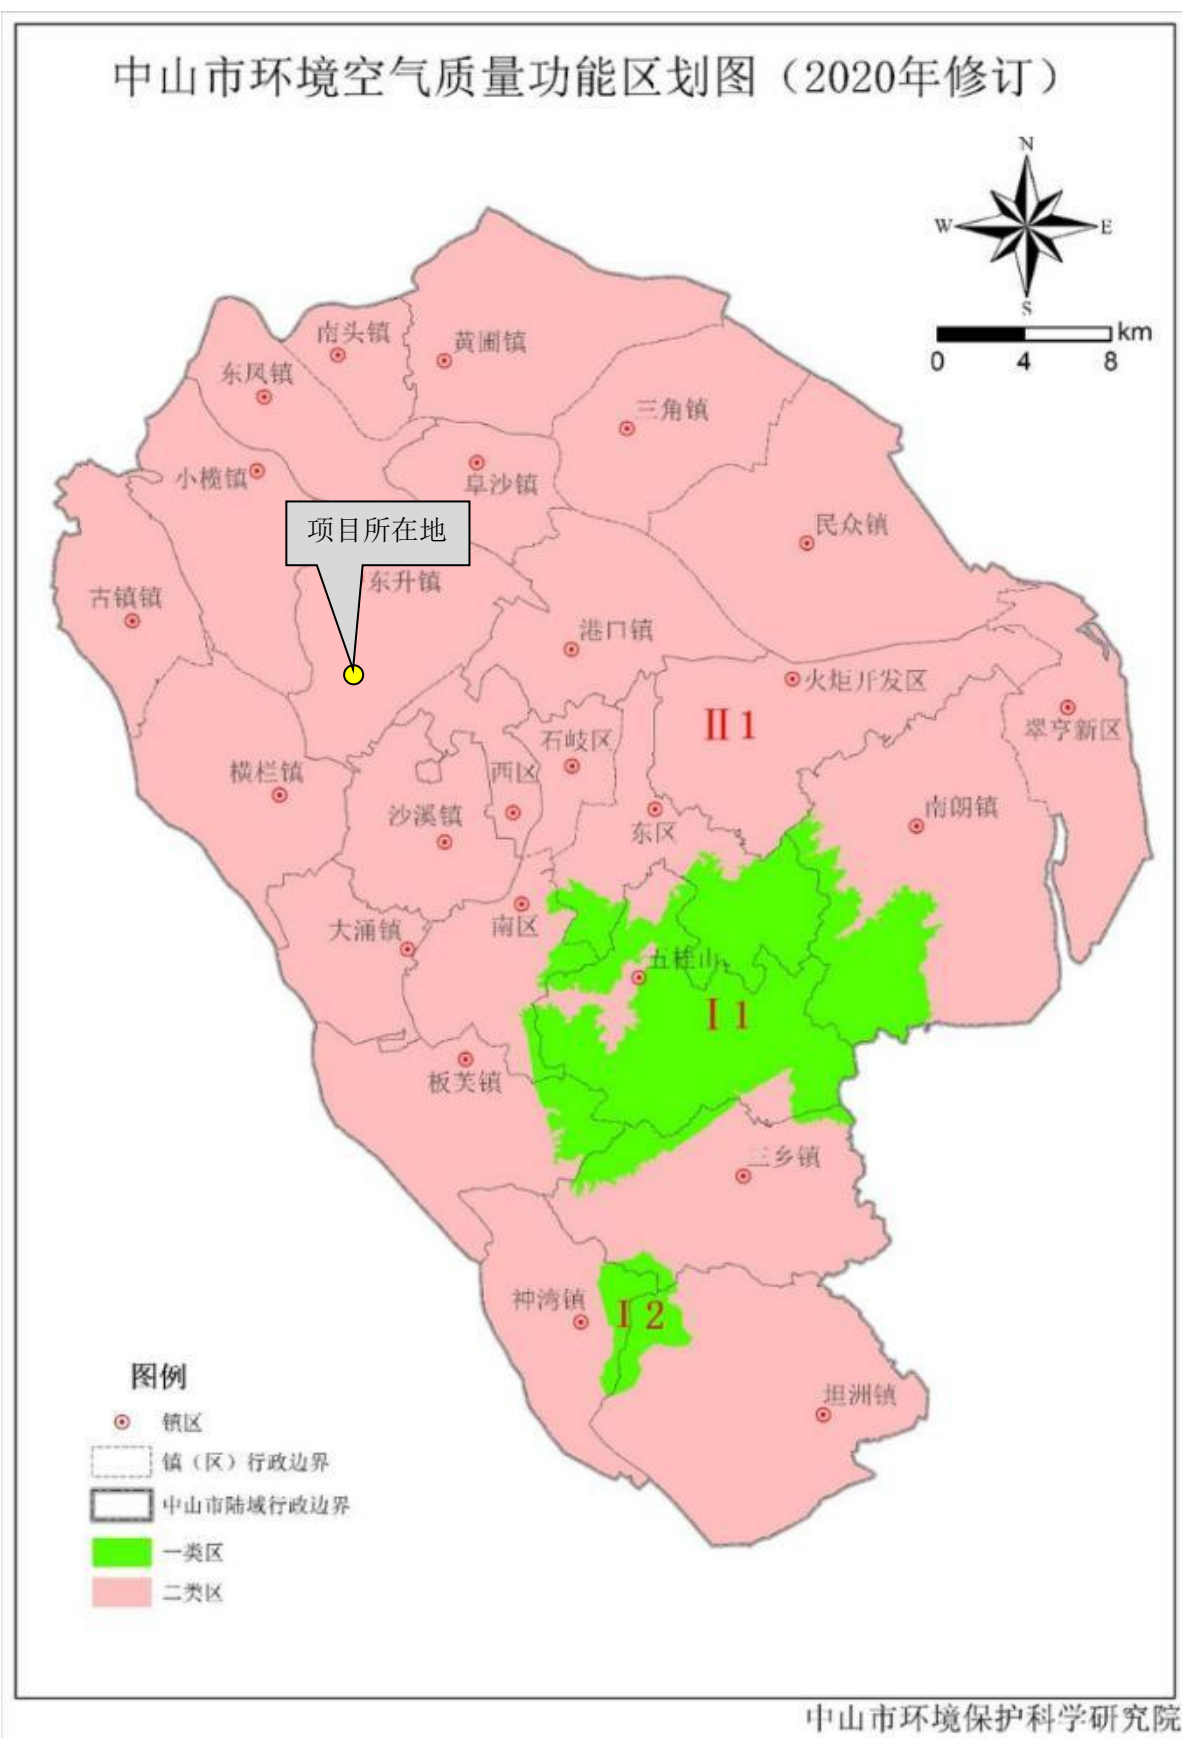 中山市环境空气质量功能区划图（2020年修订）
N
W
E
S
km
0 4 8
南头镇
黄圃镇
东凤镇
三角镇
小榄镇
阜沙镇
项目所在地
民众镇
东升镇
古镇镇
港口镇
火炬开发区
II 1
翠亨新区
石岐区
横栏镇
西区
沙溪镇
东区
南朗镇
大涌镇
南区
五桂山
I 1
板芙镇
三乡镇
神湾镇
I 2
坦洲镇
图例
镇区
镇（区）行政边界
中山市陆域行政边界
一类区
二类区
中山市环境保护科学研究院